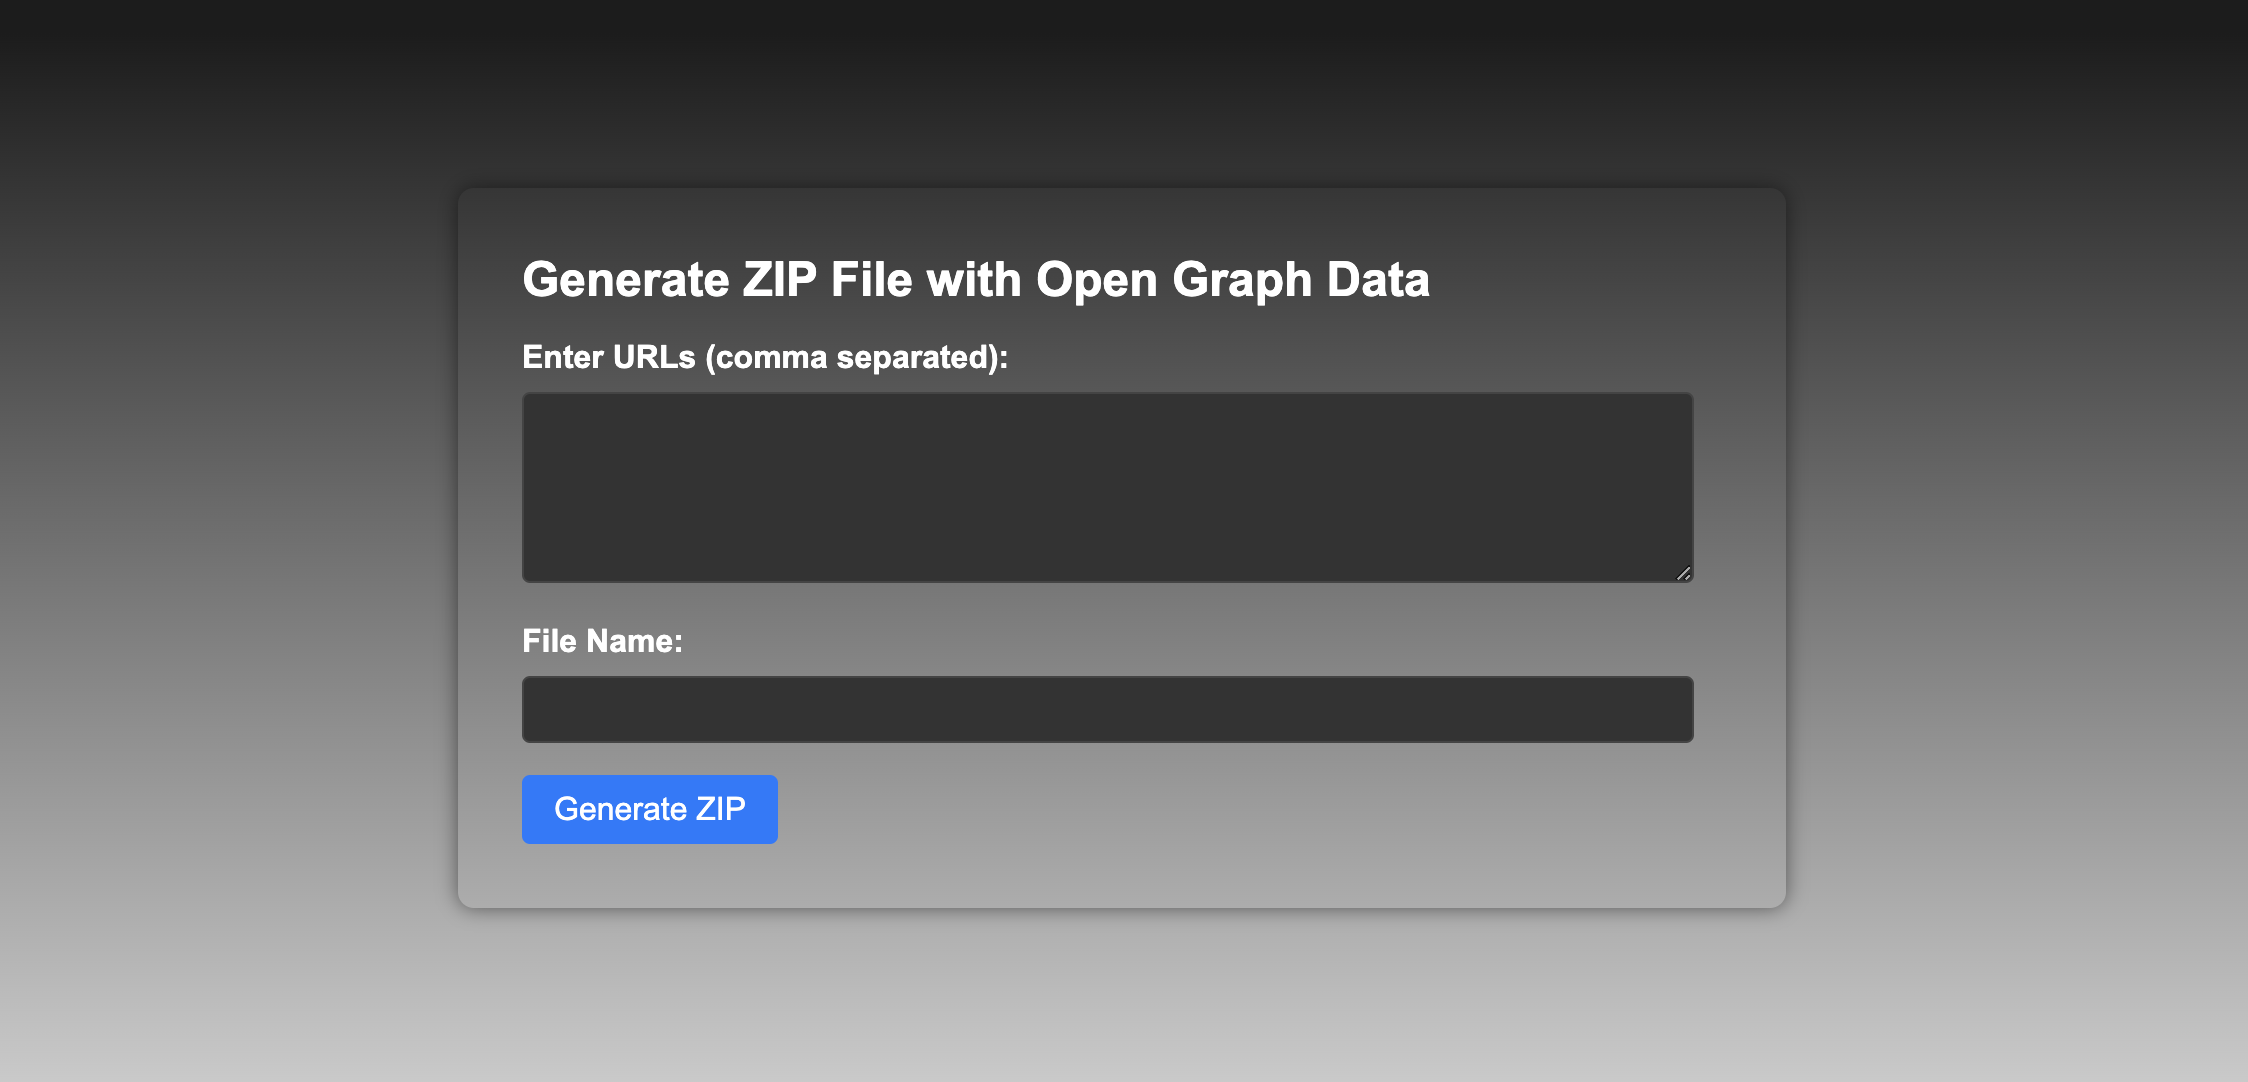 Generate ZIP File with Open Graph Data
Enter URLs (comma separated):
File Name:
Generate ZIP